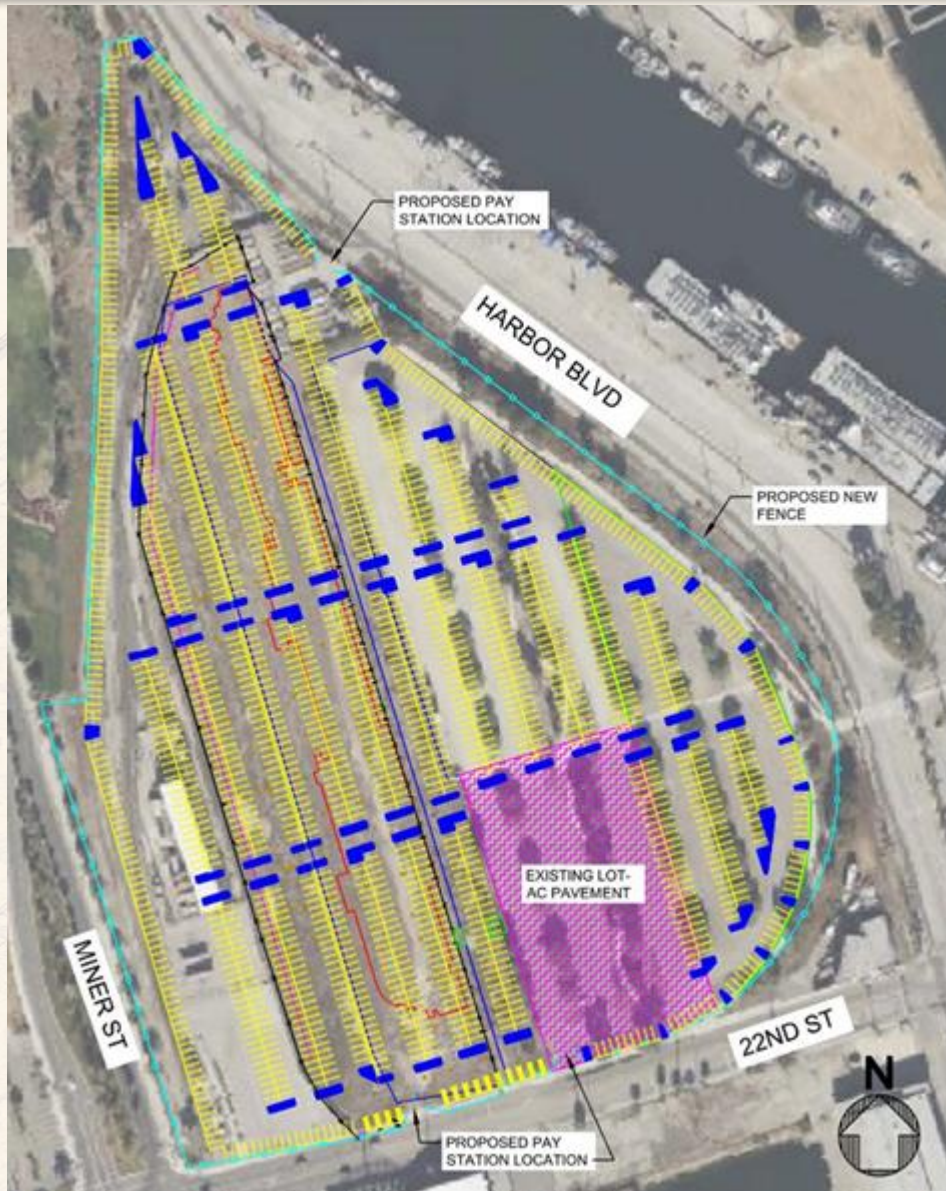 PROPOSED PAY
STATION LOCATION
HARBOR BLVD
PROPOSED NEW
FENCE
EXISTING LOT-
AC PAVEMENT
MINER ST
22ND ST
N
PROPOSED PAY
STATION LOCATION